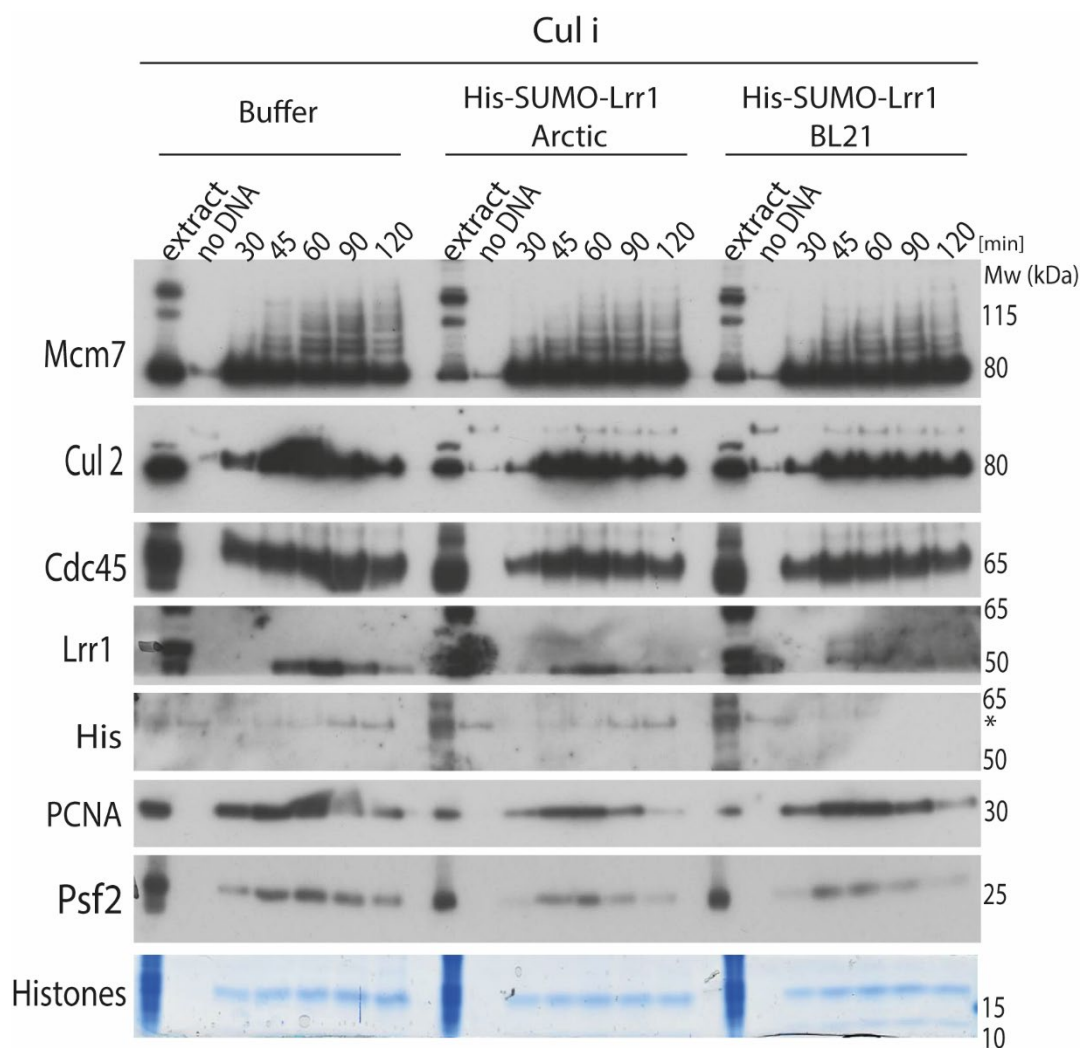 Cul i
Buffer
His-SUMO-Lrr1
Arctic
His-SUMO-Lrr1
BL21
extract no DNA 30 45 60 90 120 extract no DNA 30 45 60 90 120 extract no DNA 30 45 60 90 120 [min]
Mw (kDa)
115
Mcm7 80
Cul 2 80
Cdc45 65
65
Lrr1 50
65
His *
50
PCNA 30
Psf2 25
Histones 15
10